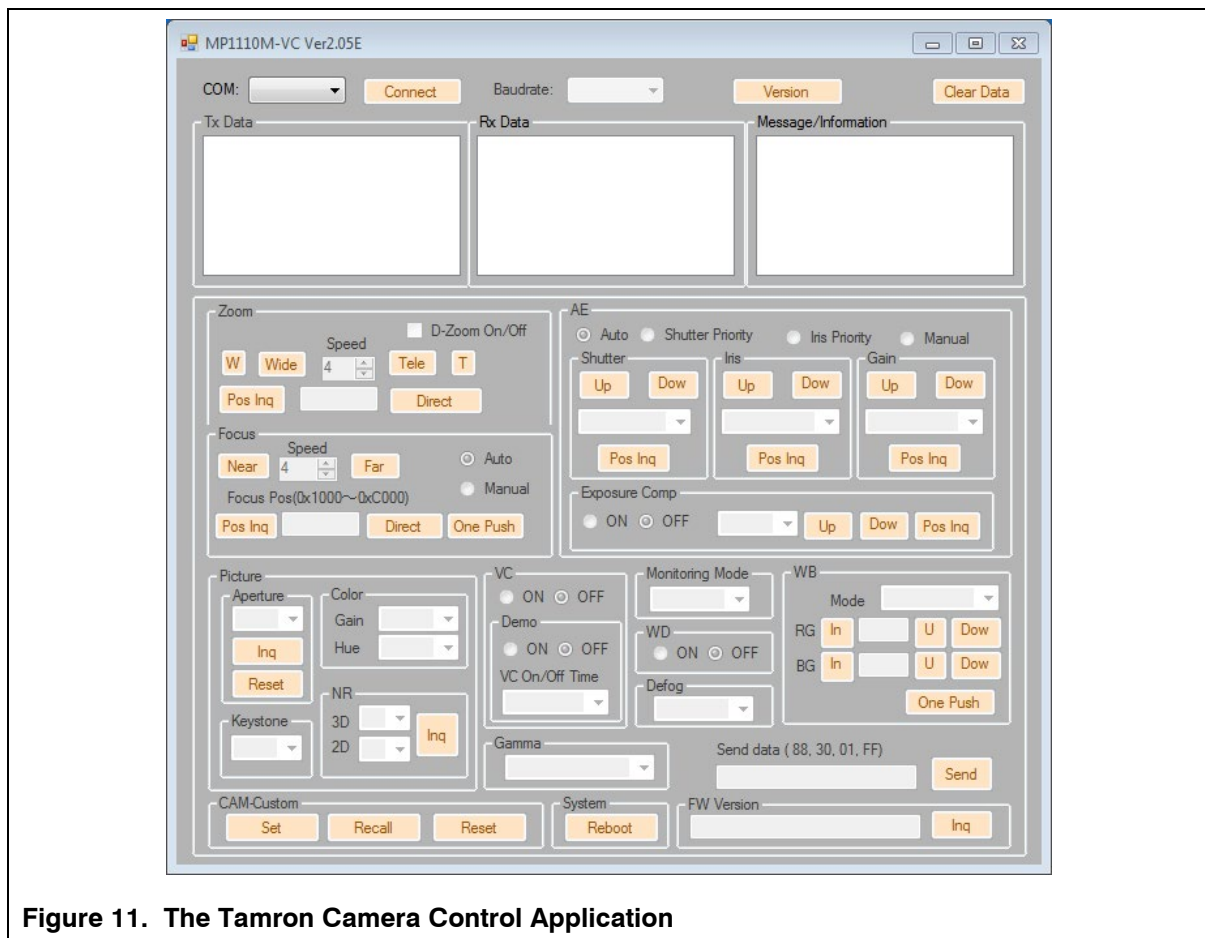 MP1110M-VC Ver2.05E
COM: Connect Baudrate: Version Clear Data
Tx Data Rx Data Message/Information
Zoom
D-Zoom On/Off
Speed
W Wide 4 Tele T
Pos Inq Direct
Focus
Speed
Near 4 Far Auto
Manual
Focus Pos(0x1000～0xC000)
Pos Inq Direct One Push
AE
Auto Shutter Priority Iris Priority Manual
Shutter Iris Gain
Up Dow Up Dow Up Dow
Pos Inq Pos Inq Pos Inq
Exposure Comp
ON OFF Up Dow Pos Inq
Picture
Aperture
Inq
Reset
Color
Gain
Hue
Keystone
NR
3D
2D
Inq
VC
ON OFF
Demo
ON OFF
VC On/Off Time
Gamma
Monitoring Mode
WD
ON OFF
Defog
WB
Mode
RG In U Dow
BG In U Dow
One Push
Send data ( 88, 30, 01, FF)
Send
CAM-Custom
Set Recall Reset
System
Reboot
FW Version
Inq
Figure 11. The Tamron Camera Control Application